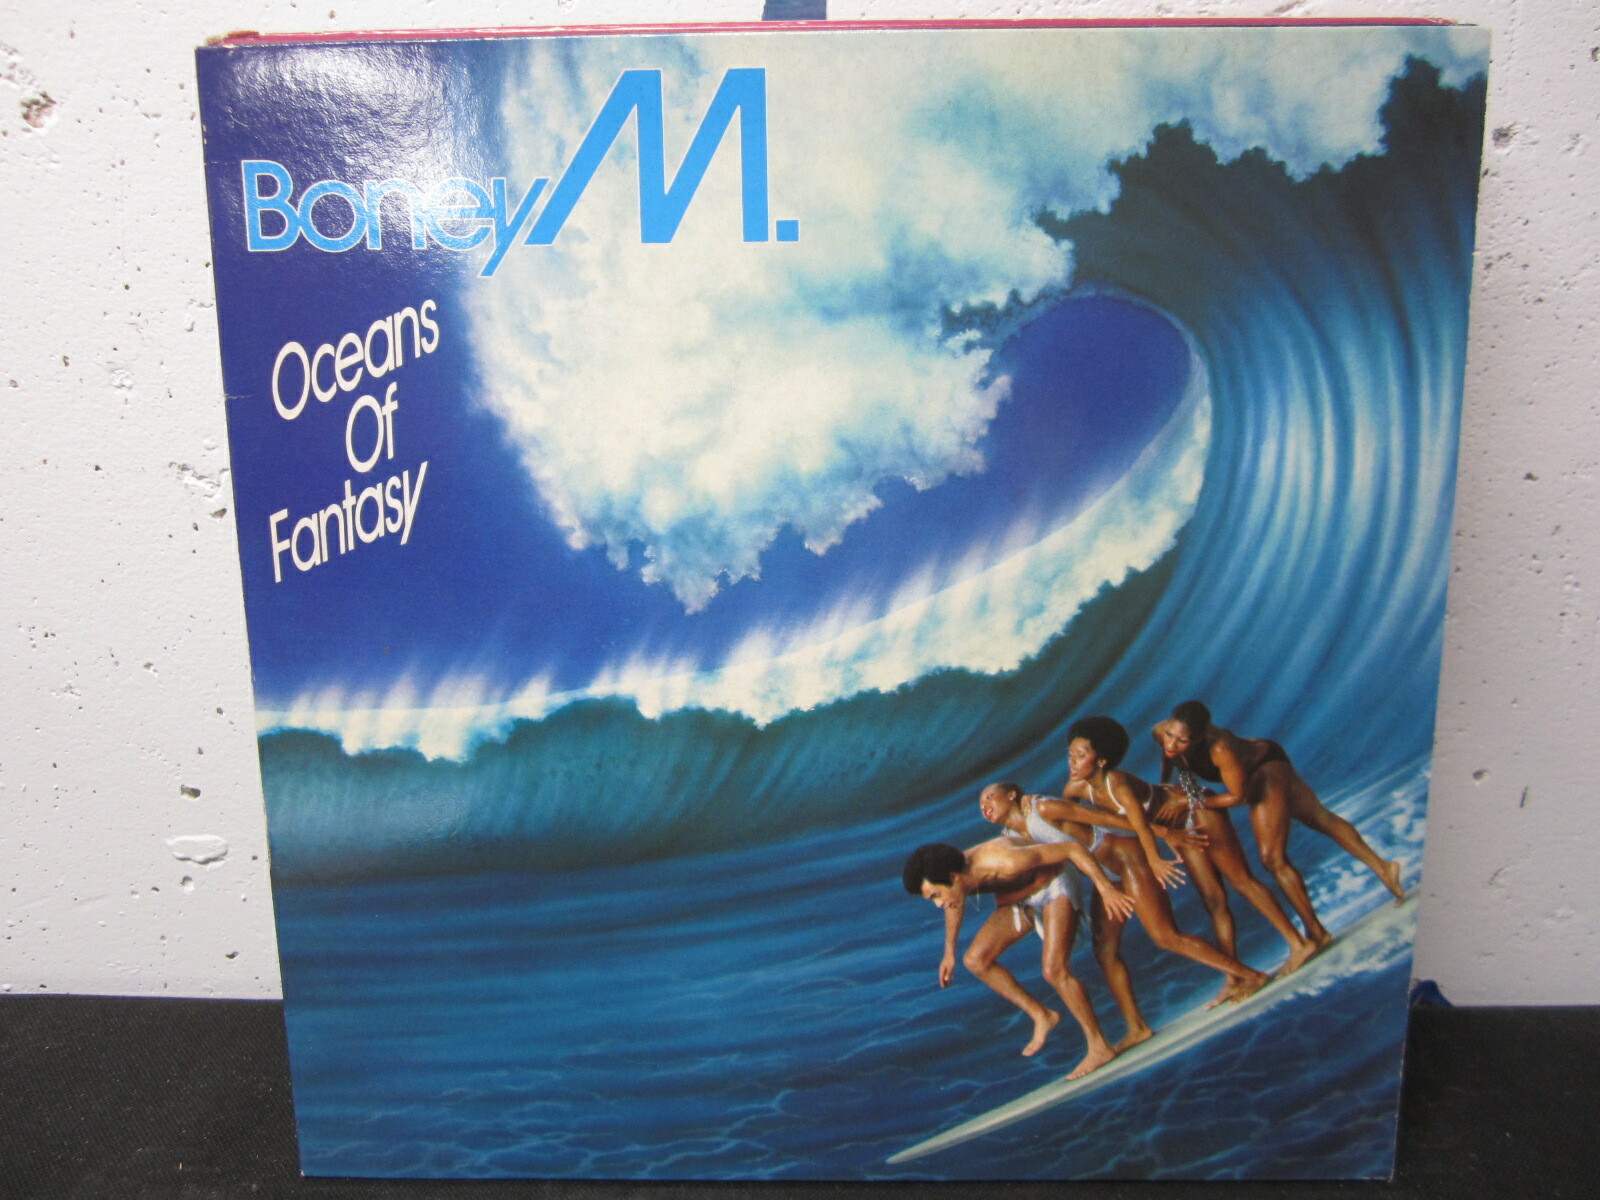 Boney M.
Oceans
Of
Fantasy